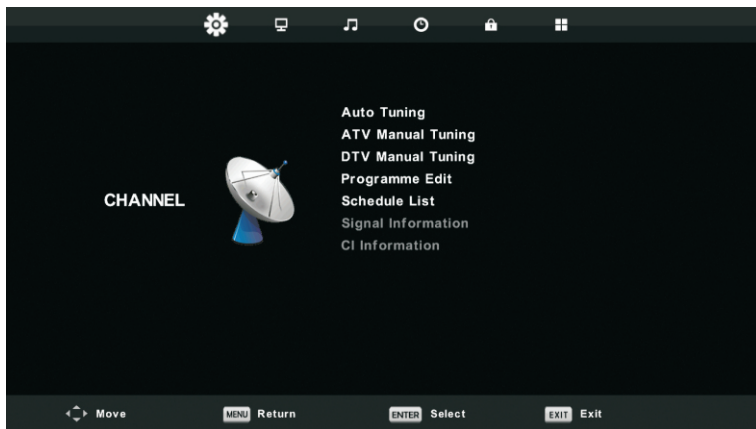 Auto Tuning
ATV Manual Tuning
DTV Manual Tuning
Programme Edit
CHANNEL
Schedule List
Signal Information
CI Information
Move
MENU Return
ENTER Select
EXIT Exit